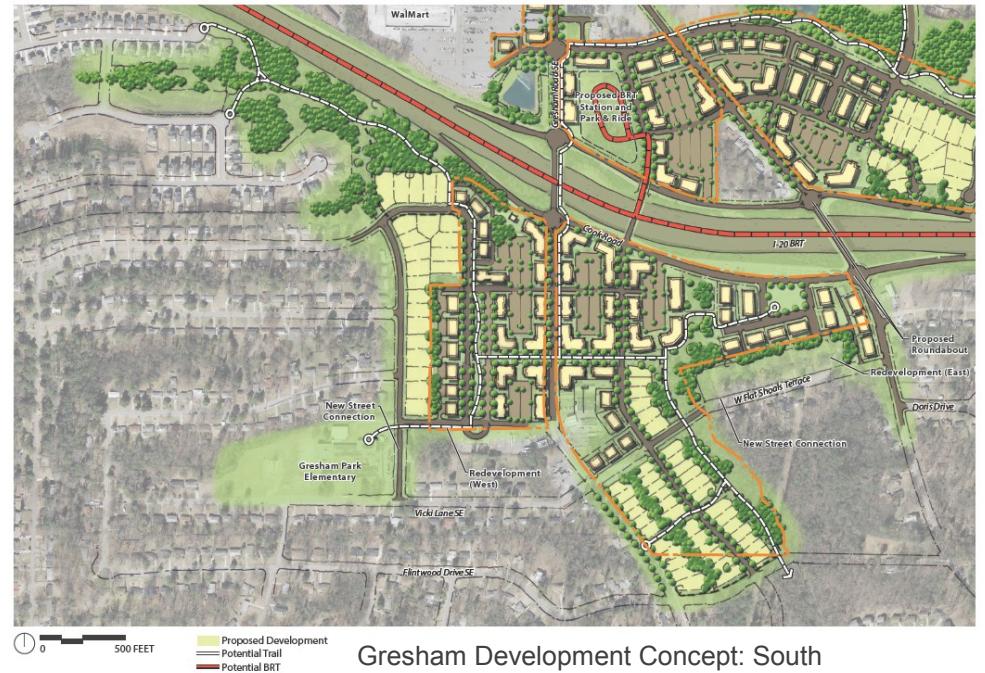 WalMart
Gresham Road SE
Proposed BRT
Station and
Park & Ride
Cook Road
I-20 BRT
Proposed
Roundabout
Redevelopment (East)
W Flat Shoals Terrace
Doris Drive
New Street
Connection
New Street Connection
Gresham Park
Elementary
Redevelopment
(West)
Vicki Lane SE
Flintwood Drive SE
0 500 FEET
Proposed Development
Potential Trail
Potential BRT
Gresham Development Concept: South